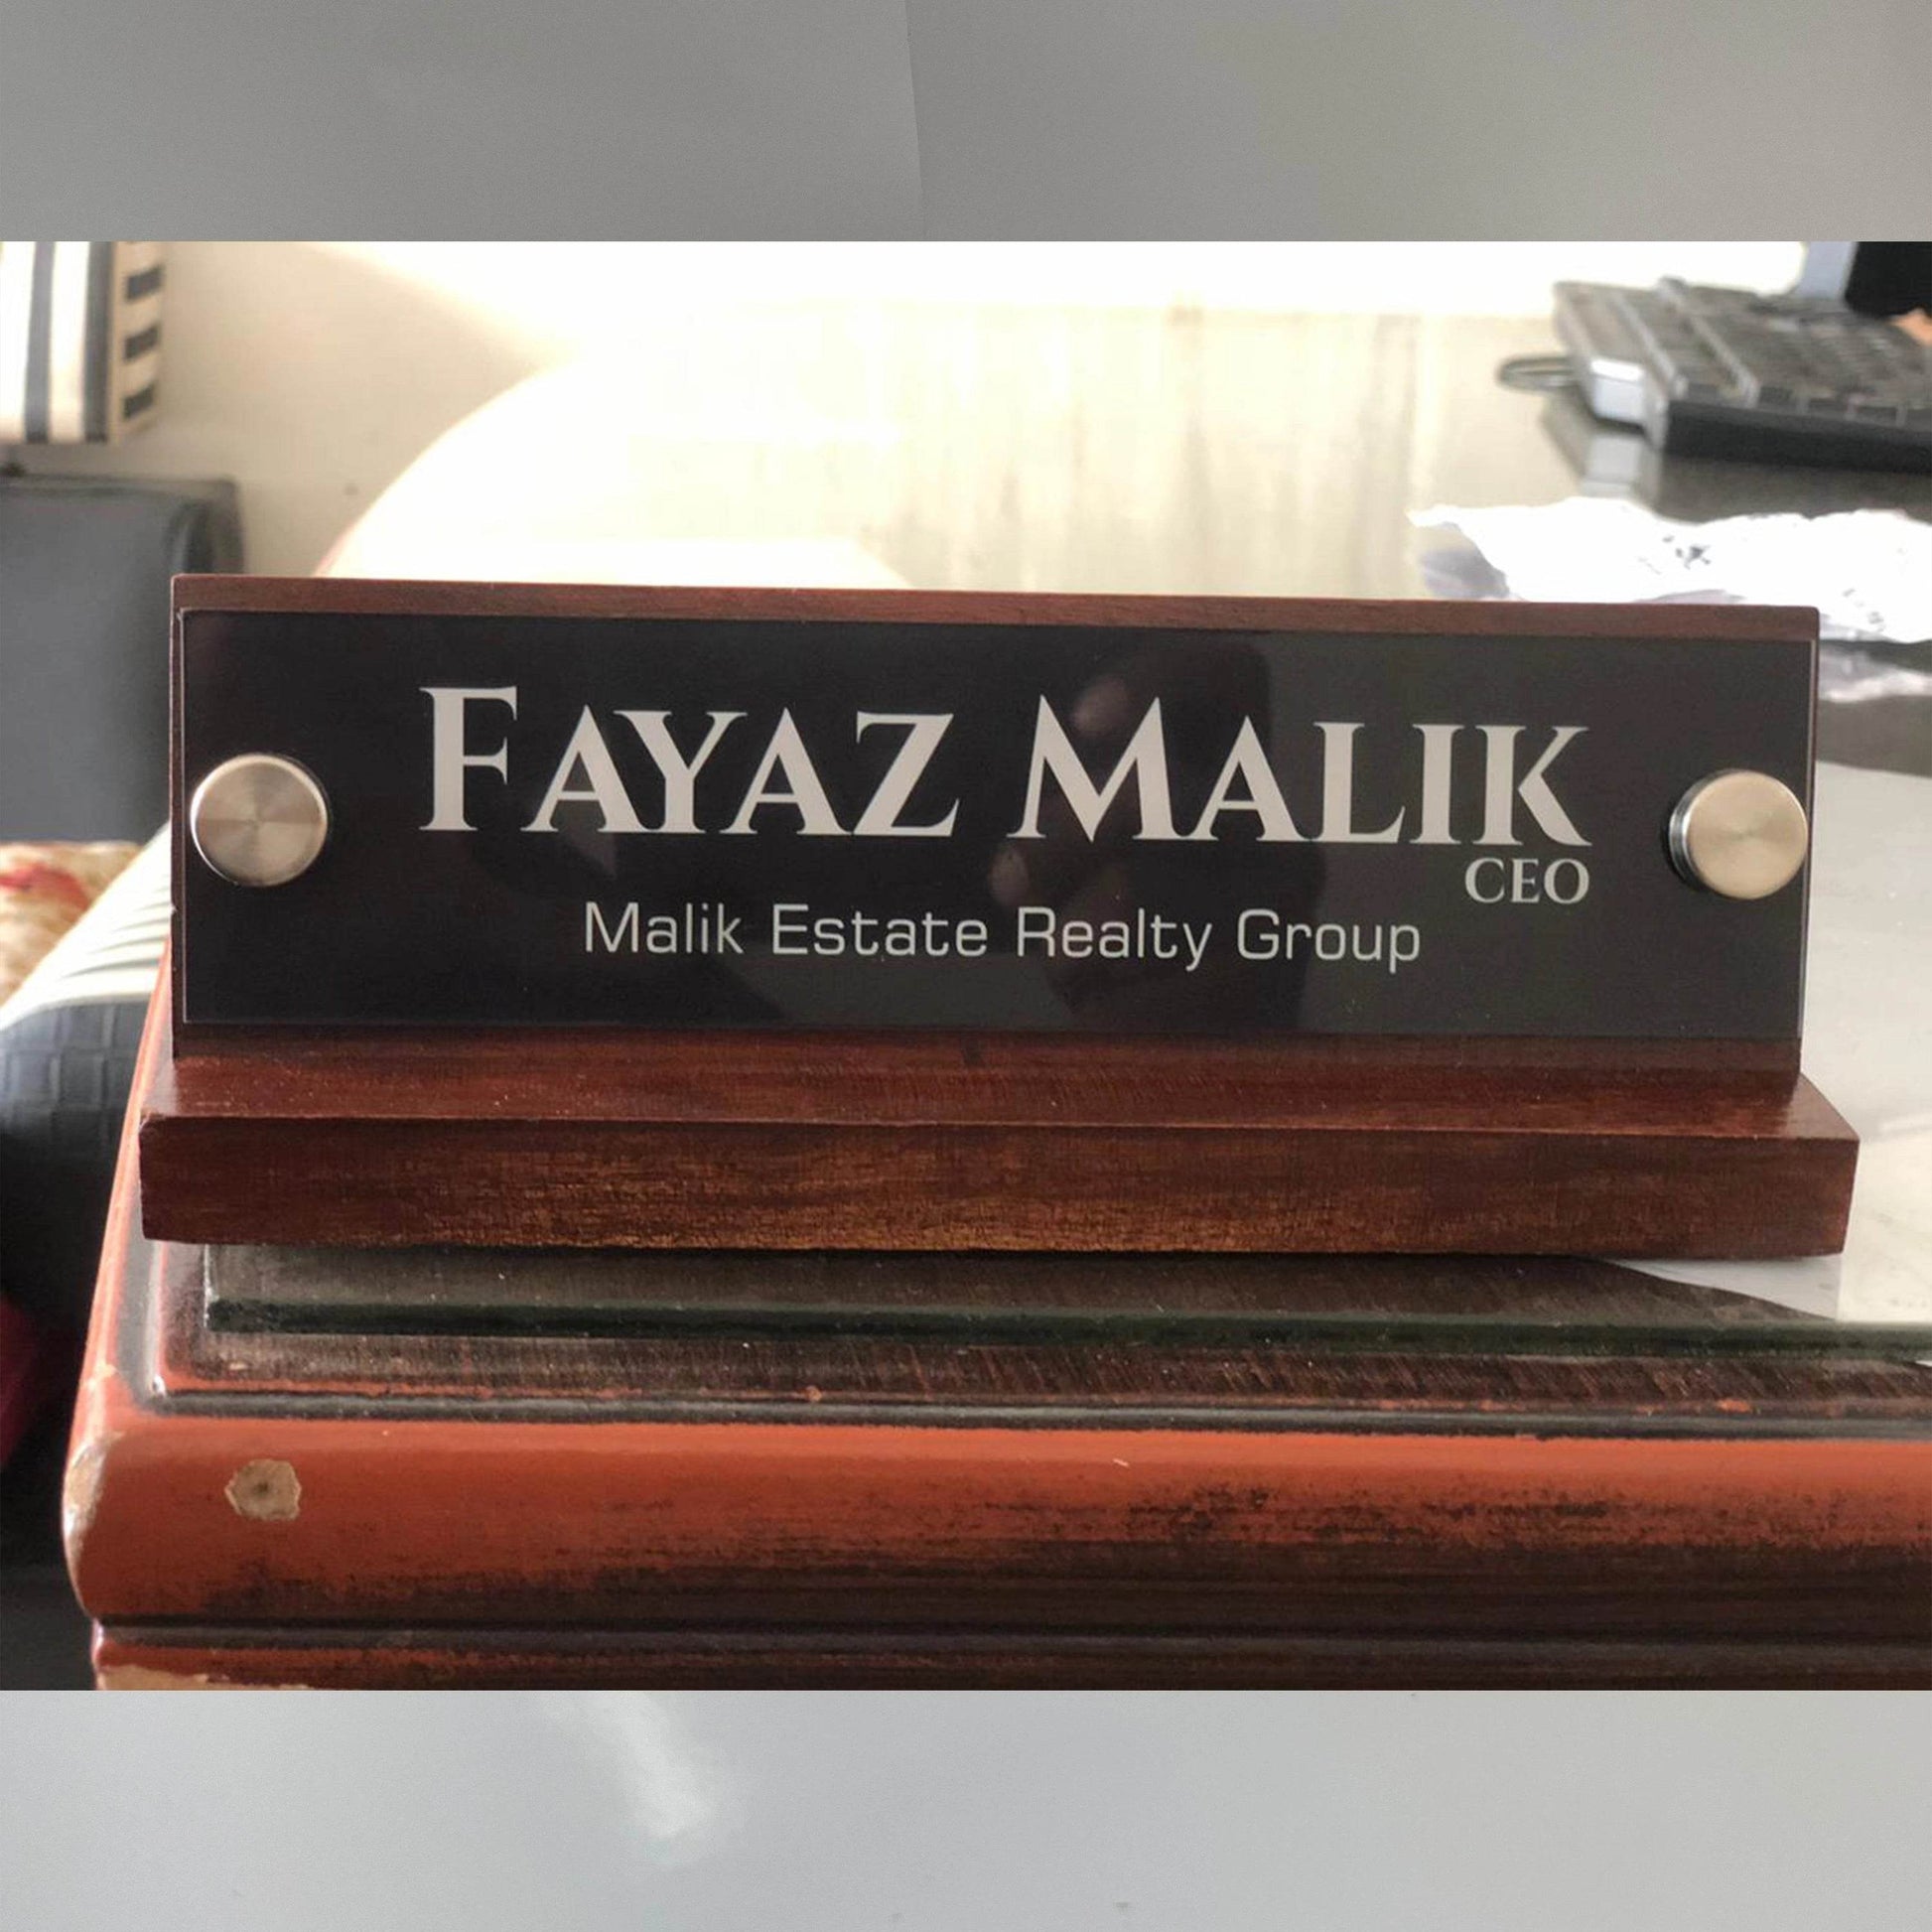 FAYAZ MALIK
CEO
Malik Estate Realty Group